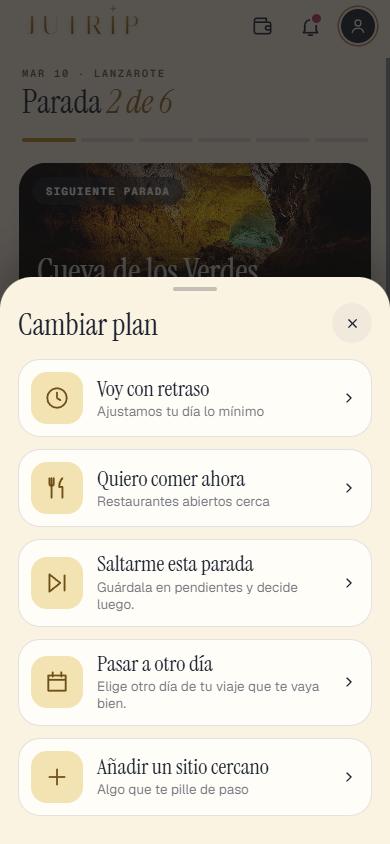 JUTRIP
MAR 10 · LANZAROTE
Parada 2 de 6
SIGUIENTE PARADA
Cueva de los Verdes
Cambiar plan
Voy con retraso
Ajustamos tu día lo mínimo
Quiero comer ahora
Restaurantes abiertos cerca
Saltarme esta parada
Guárdala en pendientes y decide
luego.
Pasar a otro día
Elige otro día de tu viaje que te vaya
bien.
Añadir un sitio cercano
Algo que te pille de paso